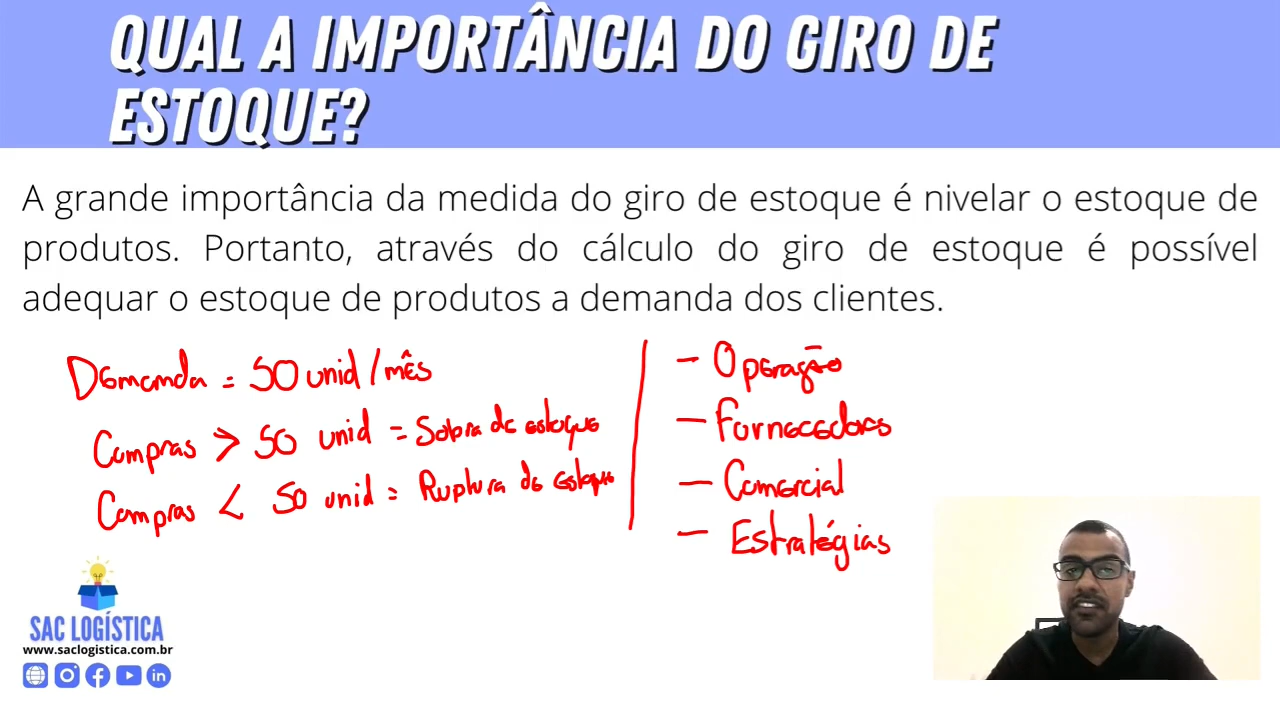 QUAL A IMPORTÂNCIA DO GIRO DE
ESTOQUE?
A grande importância da medida do giro de estoque é nivelar o estoque de
produtos. Portanto, através do cálculo do giro de estoque é possível
adequar o estoque de produtos a demanda dos clientes.
Demanda = 50 unid/mês
Compras > 50 unid = Sobra de estoque
Compras < 50 unid = Ruptura de estoque
- Operação
- Fornecedores
- Comercial
- Estratégias
SAC LOGÍSTICA
www.saclogistica.com.br